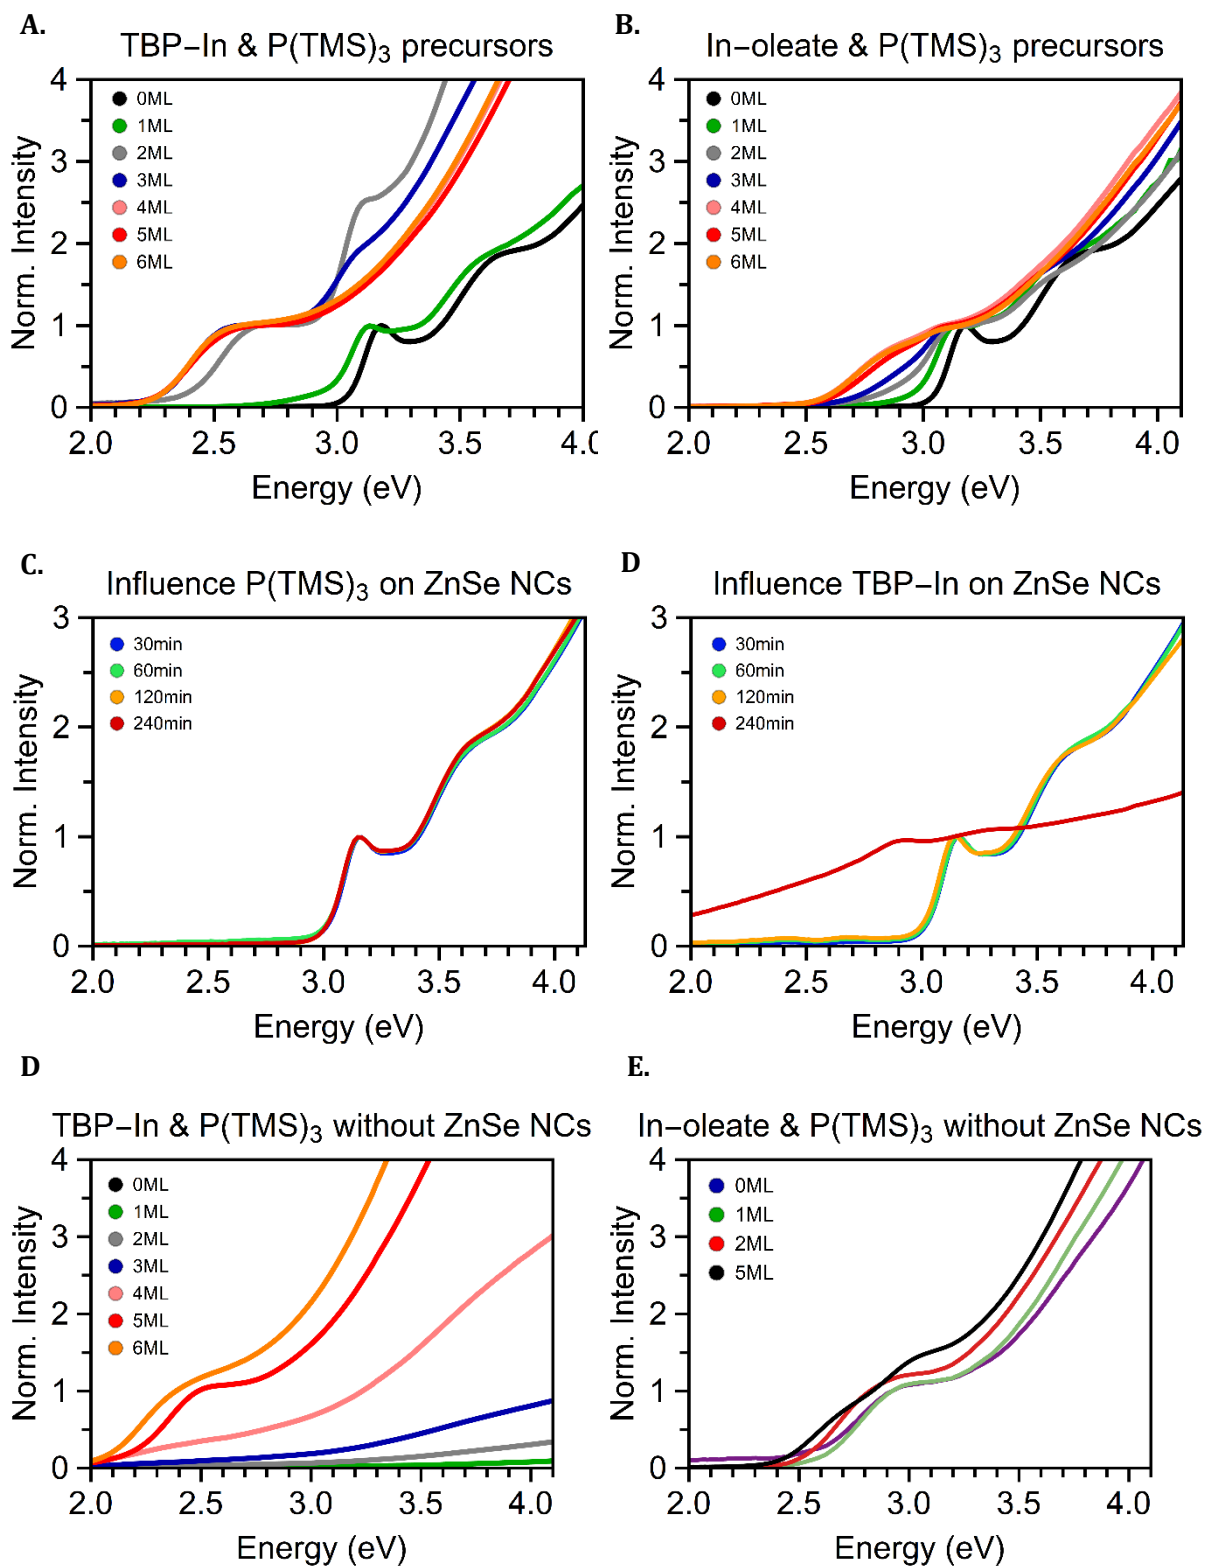 A.
TBP–In & P(TMS)3 precursors
4
3
2
1
0
Norm. Intensity
0ML
1ML
2ML
3ML
4ML
5ML
6ML
2.0 2.5 3.0 3.5 4.0
Energy (eV)
B.
In–oleate & P(TMS)3 precursors
4
3
2
1
0
Norm. Intensity
0ML
1ML
2ML
3ML
4ML
5ML
6ML
2.0 2.5 3.0 3.5 4.0
Energy (eV)
C.
Influence P(TMS)3 on ZnSe NCs
3
2
1
0
Norm. Intensity
30min
60min
120min
240min
2.0 2.5 3.0 3.5 4.0
Energy (eV)
D
Influence TBP–In on ZnSe NCs
3
2
1
0
Norm. Intensity
30min
60min
120min
240min
2.0 2.5 3.0 3.5 4.0
Energy (eV)
D
TBP–In & P(TMS)3 without ZnSe NCs
4
3
2
1
0
Norm. Intensity
0ML
1ML
2ML
3ML
4ML
5ML
6ML
2.0 2.5 3.0 3.5 4.0
Energy (eV)
E.
In–oleate & P(TMS)3 without ZnSe NCs
4
3
2
1
0
Norm. Intensity
0ML
1ML
2ML
5ML
2.0 2.5 3.0 3.5 4.0
Energy (eV)